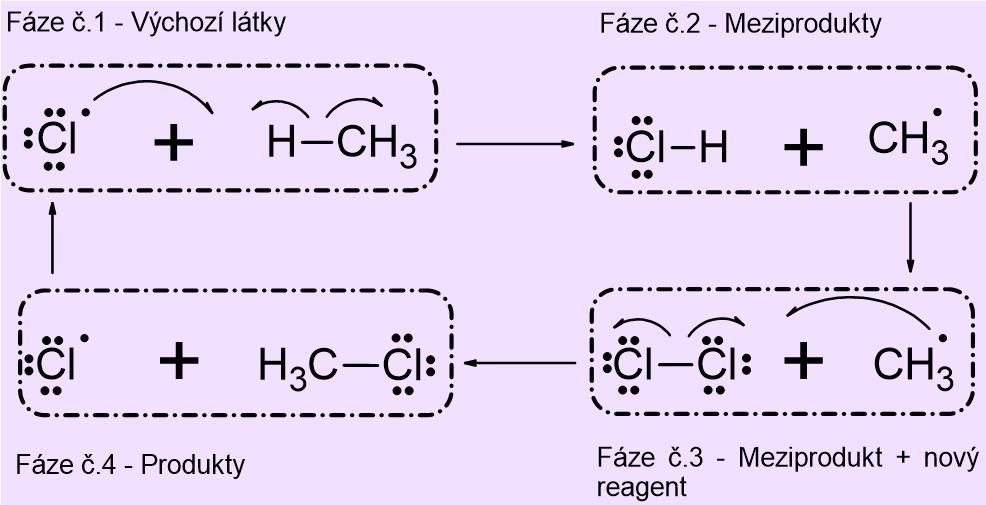 Fáze č.1 - Výchozí látky
Fáze č.2 - Meziprodukty
Cl + H—CH3
Cl—H + CH3
Cl + H3C—Cl
Cl—Cl + CH3
Fáze č.4 - Produkty
Fáze č.3 - Meziprodukt + nový
reagent